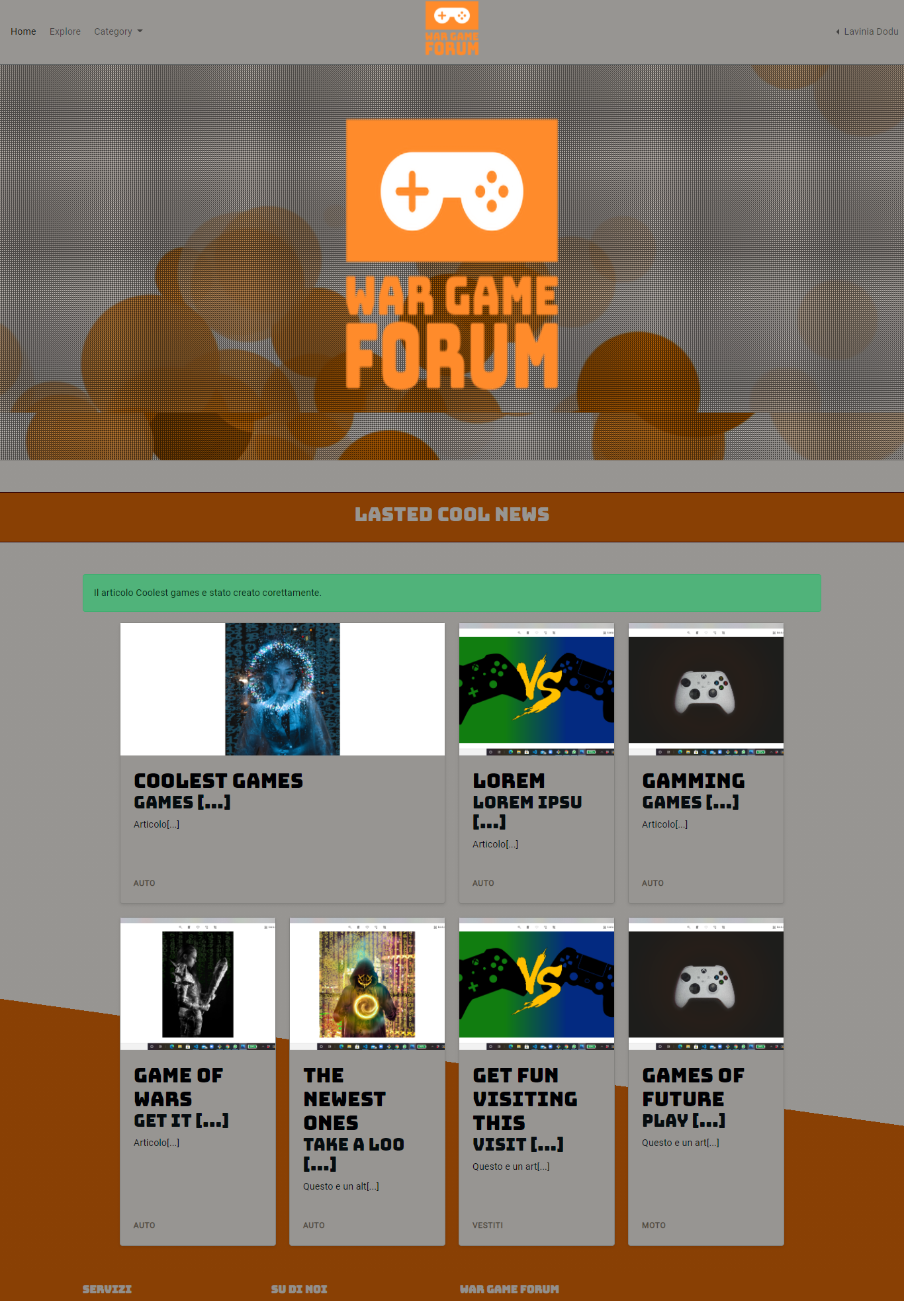 Home Explore Category
WAR GAME
FORUM
Lavinia Dodu
WAR GAME
FORUM
LASTED COOL NEWS
Il articolo Coolest games e stato creato corettamente.
COOLEST GAMES
GAMES [...]
Articolo[...]
AUTO
VS
LOREM
LOREM IPSU
[...]
Articolo[...]
AUTO
GAMMING
GAMES [...]
Articolo[...]
AUTO
GAME OF
WARS
GET IT [...]
Articolo[...]
AUTO
THE
NEWEST
ONES
TAKE A LOO
[...]
Questo e un alt[...]
AUTO
VS
GET FUN
VISITING
THIS
VISIT [...]
Questo e un art[...]
VESTITI
GAMES OF
FUTURE
PLAY [...]
Questo e un art[...]
MOTO
SERVIZI
SU DI NOI
WAR GAME FORUM